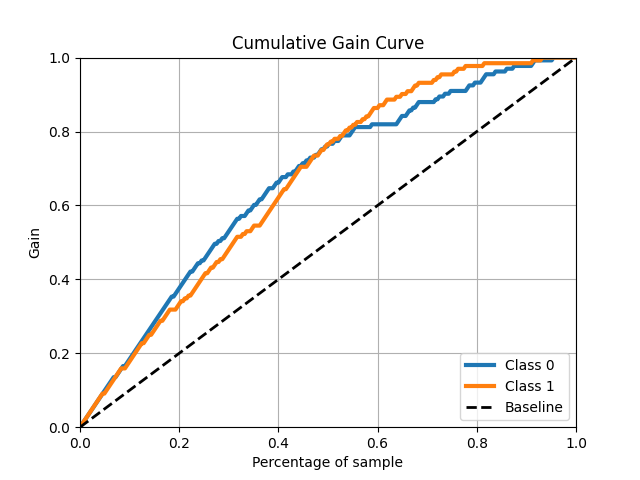 Cumulative Gain Curve
1.0
0.8
0.6
0.4
0.2
0.0
Gain
0.0 0.2 0.4 0.6 0.8 1.0
Percentage of sample
Class 0
Class 1
Baseline